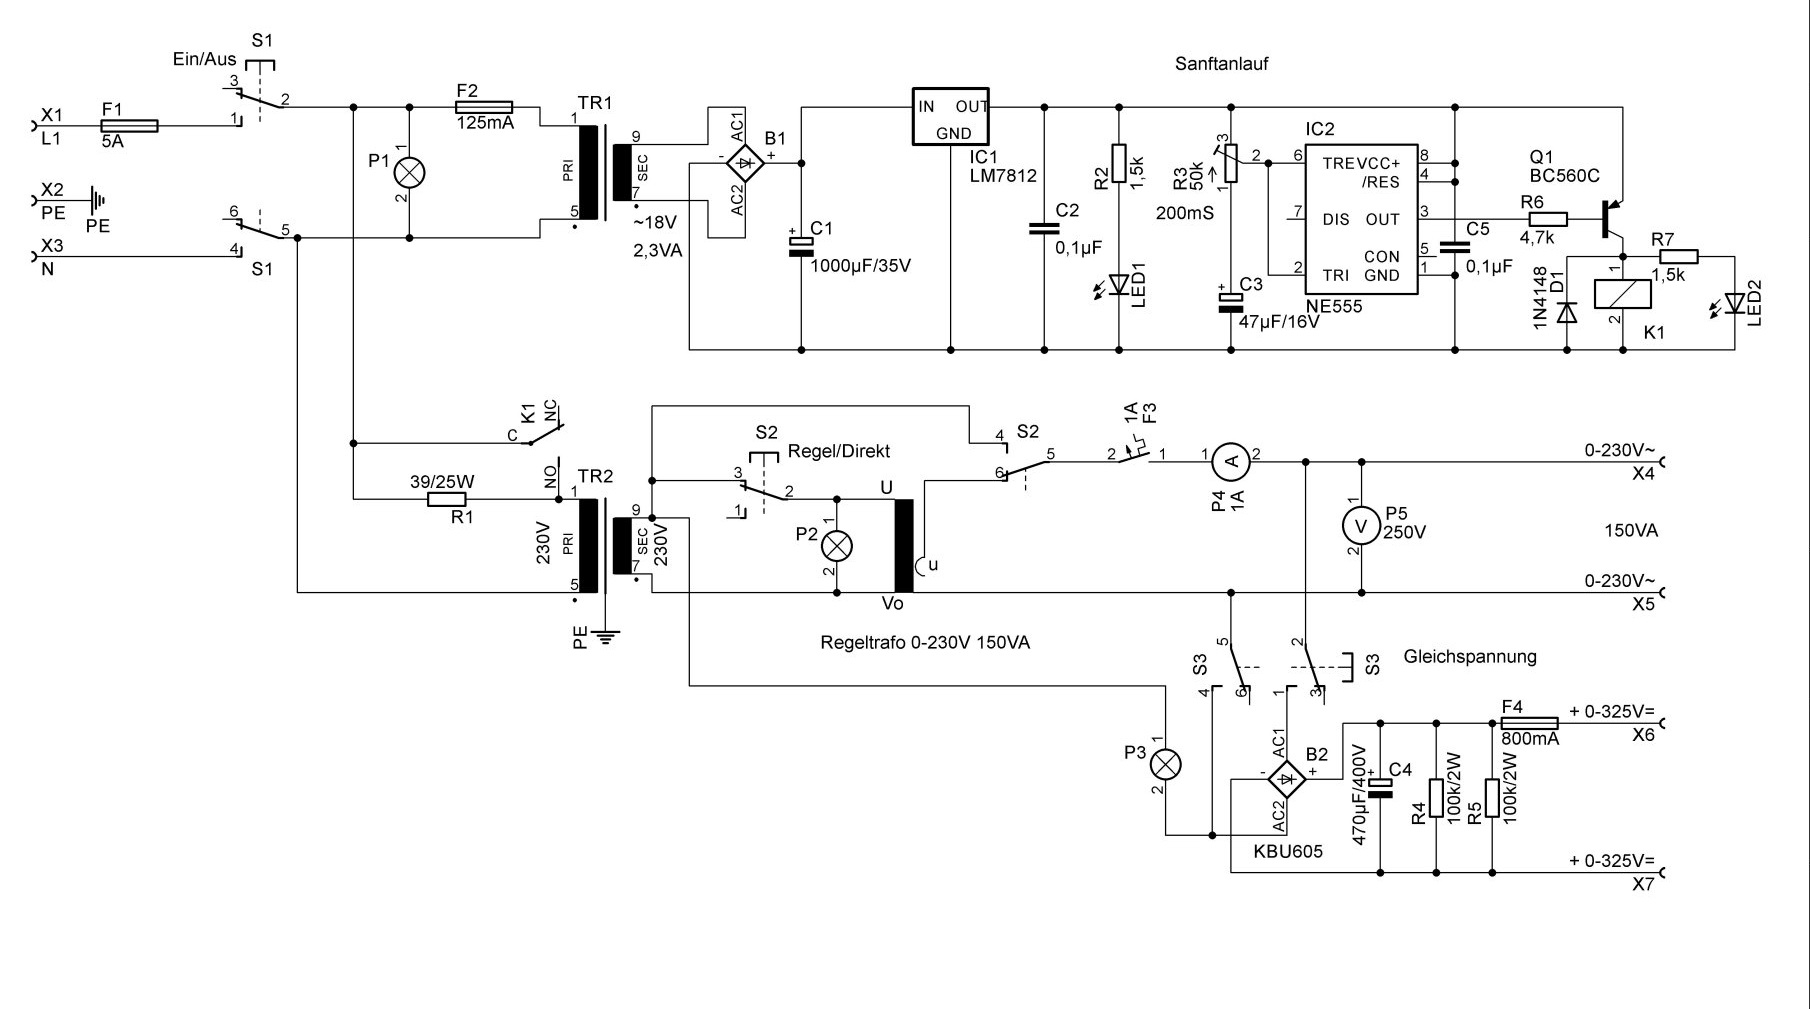 S1
Ein/Aus
Sanftanlauf
3
2
1
X1
L1
F1
5A
F2
125mA
TR1
1
5
PRI
SEC
9
7
~18V
2,3VA
P1
1
2
X2
PE
PE
X3
N
6
5
4
S1
AC1
AC2
-
+
B1
+
C1
1000µF/35V
IN OUT
GND
IC1
LM7812
C2
0,1µF
R2
1,5k
LED1
R3
50k
3
2
1
200mS
+
C3
47µF/16V
IC2
6
7
2
TRE VCC+
/RES
DIS OUT
CON
TRI GND
8
4
3
5
1
NE555
C5
0,1µF
Q1
BC560C
R6
4,7k
R7
1,5k
1N4148
D1
1
2
K1
LED2
K1
C
NC
NO
39/25W
R1
TR2
1
5
230V
PRI
SEC
230V
9
7
PE
S2
Regel/Direkt
3
2
1
P2
1
2
U
u
Vo
Regeltrafo 0-230V 150VA
4
6
5
S2
1A
F3
2
1
1
A
2
P4
1A
1
V
2
P5
250V
0-230V~
X4
150VA
0-230V~
X5
S3
5
4
6
2
1
3
S3
Gleichspannung
P3
1
2
AC1
AC2
-
+
B2
KBU605
470µF/400V
+
C4
R4
100k/2W
R5
100k/2W
F4
800mA
+ 0-325V=
X6
+ 0-325V=
X7